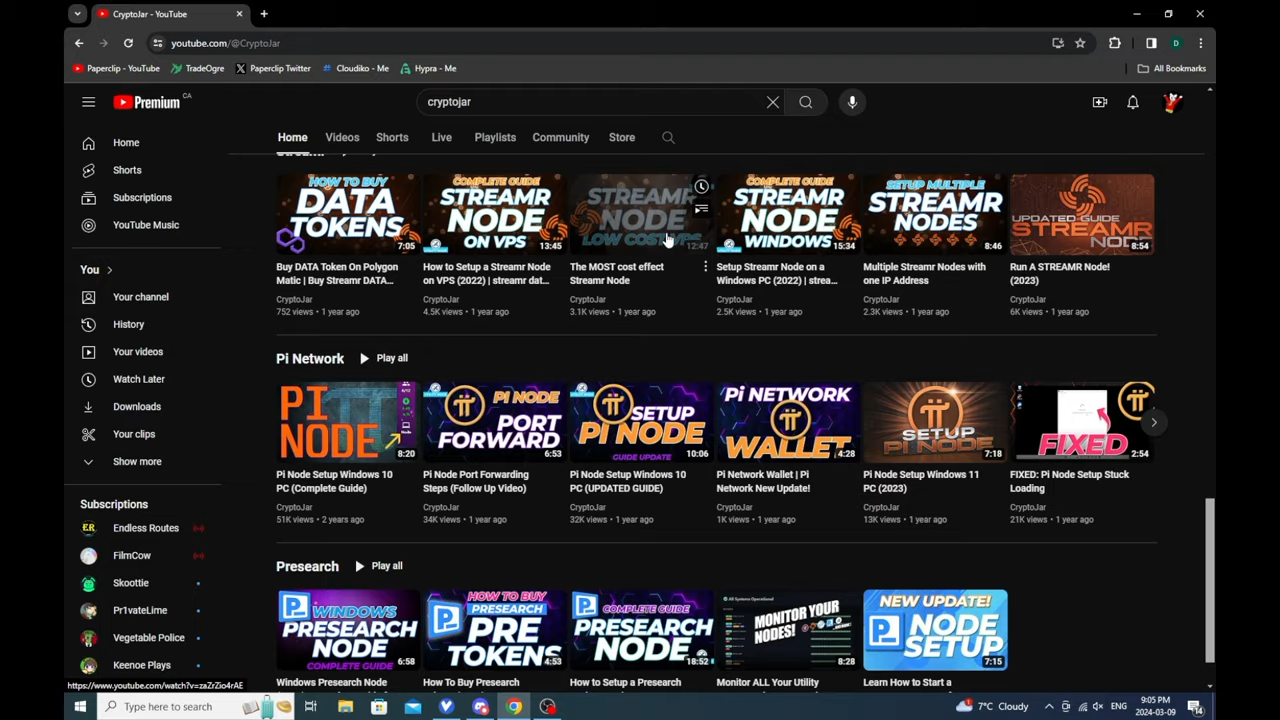 CryptoJar - YouTube
youtube.com/@CryptoJar
Paperclip - YouTube
TradeOgre
Paperclip Twitter
Cloudiko - Me
Hypra - Me
All Bookmarks
Premium
CA
cryptojar
Home
Videos
Shorts
Live
Playlists
Community
Store
Home
Shorts
Subscriptions
YouTube Music
You
Your channel
History
Your videos
Watch Later
Downloads
Your clips
Show more
Subscriptions
Endless Routes
FilmCow
Skoottie
Pr1vateLime
Vegetable Police
Keenoe Plays
HOW TO BUY
DATA
TOKENS
7:05
Buy DATA Token On Polygon
Matic | Buy Streamr DATA...
CryptoJar
752 views • 1 year ago
COMPLETE GUIDE
STREAMR
NODE
ON VPS
13:45
How to Setup a Streamr Node
on VPS (2022) | streamr dat...
CryptoJar
4.5K views • 1 year ago
STREAMR
NODE
LOW COST VPS
12:47
The MOST cost effect
Streamr Node
CryptoJar
3.1K views • 1 year ago
COMPLETE GUIDE
STREAMR
NODE
WINDOWS
15:34
Setup Streamr Node on a
Windows PC (2022) | strea...
CryptoJar
2.5K views • 1 year ago
SETUP MULTIPLE
STREAMR
NODES
8:46
Multiple Streamr Nodes with
one IP Address
CryptoJar
2.3K views • 1 year ago
UPDATED GUIDE
STREAMR
NODE
8:54
Run A STREAMR Node!
(2023)
CryptoJar
6K views • 1 year ago
Pi Network
Play all
PI
NODE
8:20
Pi Node Setup Windows 10
PC (Complete Guide)
CryptoJar
51K views • 2 years ago
PI NODE
PORT
FORWARD
6:53
Pi Node Port Forwarding
Steps (Follow Up Video)
CryptoJar
34K views • 1 year ago
SETUP
PI NODE
GUIDE UPDATE
10:06
Pi Node Setup Windows 10
PC (UPDATED GUIDE)
CryptoJar
32K views • 1 year ago
Pi NETWORK
WALLET
4:28
Pi Network Wallet | Pi
Network New Update!
CryptoJar
1K views • 1 year ago
SETUP
PI NODE
7:18
Pi Node Setup Windows 11
PC (2023)
CryptoJar
13K views • 1 year ago
FIXED
2:54
FIXED: Pi Node Setup Stuck
Loading
CryptoJar
21K views • 1 year ago
Presearch
Play all
WINDOWS
PRESEARCH
NODE
COMPLETE GUIDE
6:58
Windows Presearch Node
HOW TO BUY
PRESEARCH
PRE
TOKENS
4:53
How To Buy Presearch
COMPLETE GUIDE
PRESEARCH
NODE
18:52
How to Setup a Presearch
All Systems Operational
MONITOR YOUR
NODES!
8:28
Monitor ALL Your Utility
NEW UPDATE!
NODE
SETUP
7:15
Learn How to Start a
https://www.youtube.com/watch?v=zaZrZio4rAE
Type here to search
7°C Cloudy
ENG
9:05 PM
2024-03-09